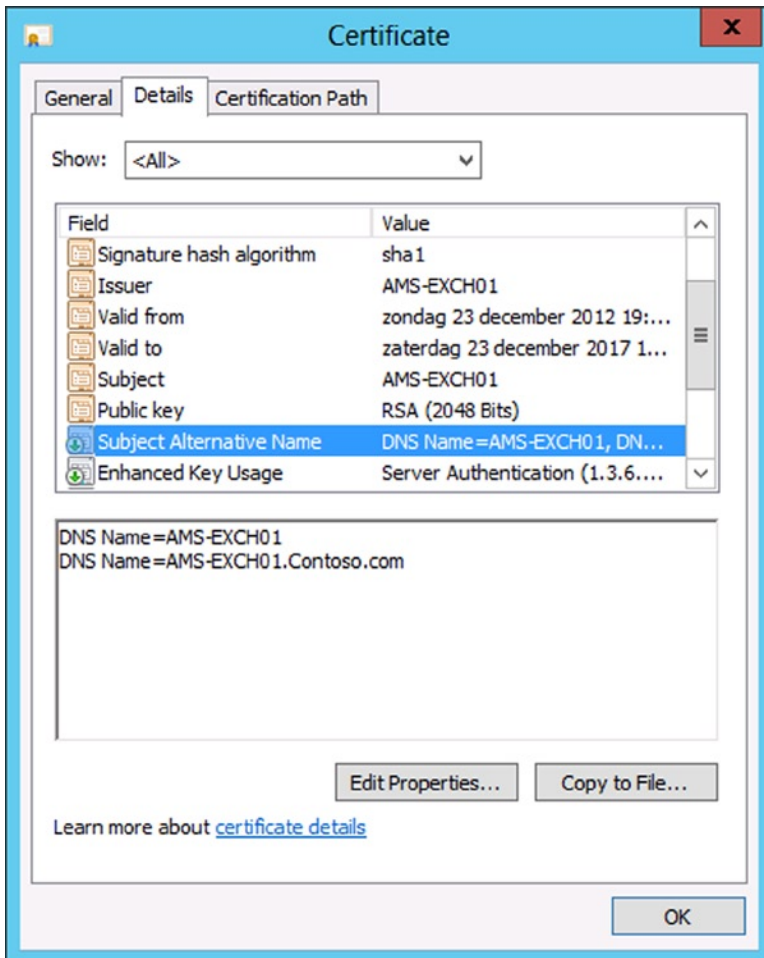 Certificate
General Details Certification Path
Show: <All>
Field Value
Signature hash algorithm sha1
Issuer AMS-EXCH01
Valid from zondag 23 december 2012 19:...
Valid to zaterdag 23 december 2017 1...
Subject AMS-EXCH01
Public key RSA (2048 Bits)
Subject Alternative Name DNS Name=AMS-EXCH01, DN...
Enhanced Key Usage Server Authentication (1.3.6....
DNS Name=AMS-EXCH01
DNS Name=AMS-EXCH01.Contoso.com
Edit Properties... Copy to File...
Learn more about certificate details
OK